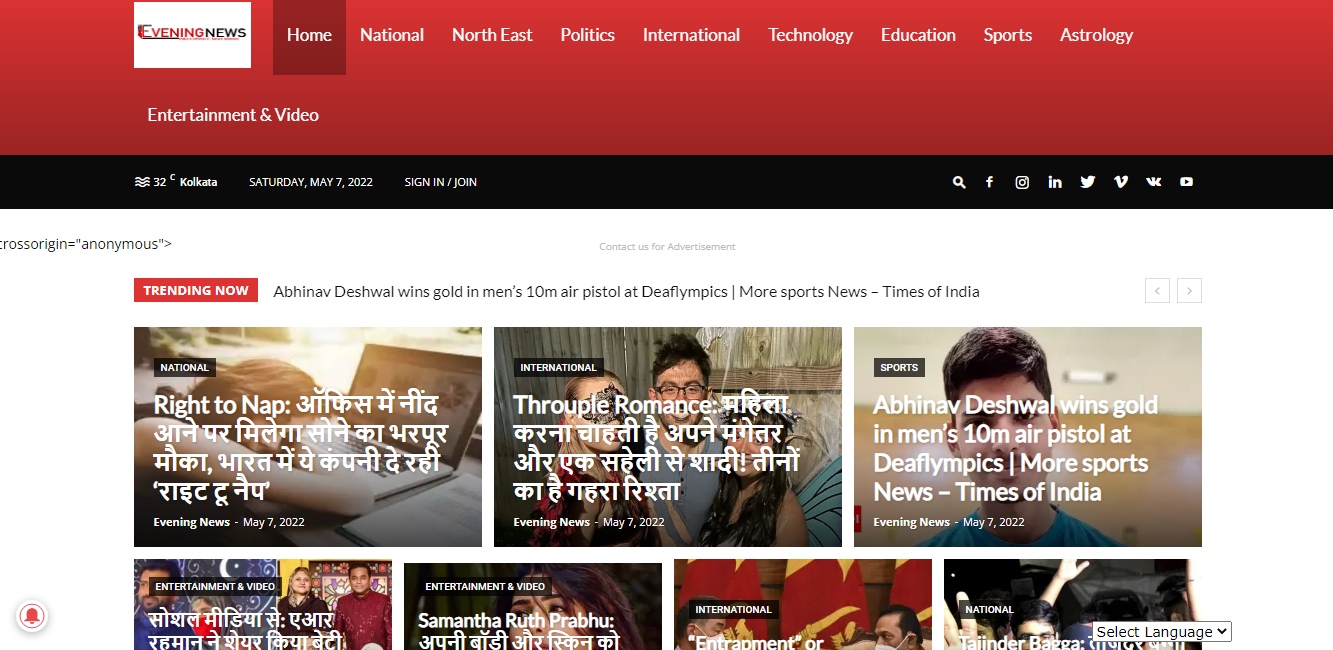 EVENINGNEWS
Home National North East Politics International Technology Education Sports Astrology
Entertainment & Video
32 C Kolkata SATURDAY, MAY 7, 2022 SIGN IN / JOIN
crossorigin="anonymous">
Contact us for Advertisement
TRENDING NOW Abhinav Deshwal wins gold in men’s 10m air pistol at Deaflympics | More sports News – Times of India
NATIONAL
Right to Nap: ऑफिस में नींद
आने पर मिलेगा सोने का भरपूर
मौका, भारत में ये कंपनी दे रही
‘राइट टू नैप’
Evening News - May 7, 2022
INTERNATIONAL
Throuple Romance: महिला
करना चाहती है अपने मंगेतर
और एक सहेली से शादी! तीनों
का है गहरा रिश्ता
Evening News - May 7, 2022
SPORTS
Abhinav Deshwal wins gold
in men’s 10m air pistol at
Deaflympics | More sports
News – Times of India
Evening News - May 7, 2022
ENTERTAINMENT & VIDEO
सोशल मीडिया से: एआर
रहमान ने शेयर किया बेटी
ENTERTAINMENT & VIDEO
Samantha Ruth Prabhu:
अपनी बॉडी और स्किन को
INTERNATIONAL
“Entrapment” or
NATIONAL
Tajinder Bagga: तजिंदर बग्गा
Select Language